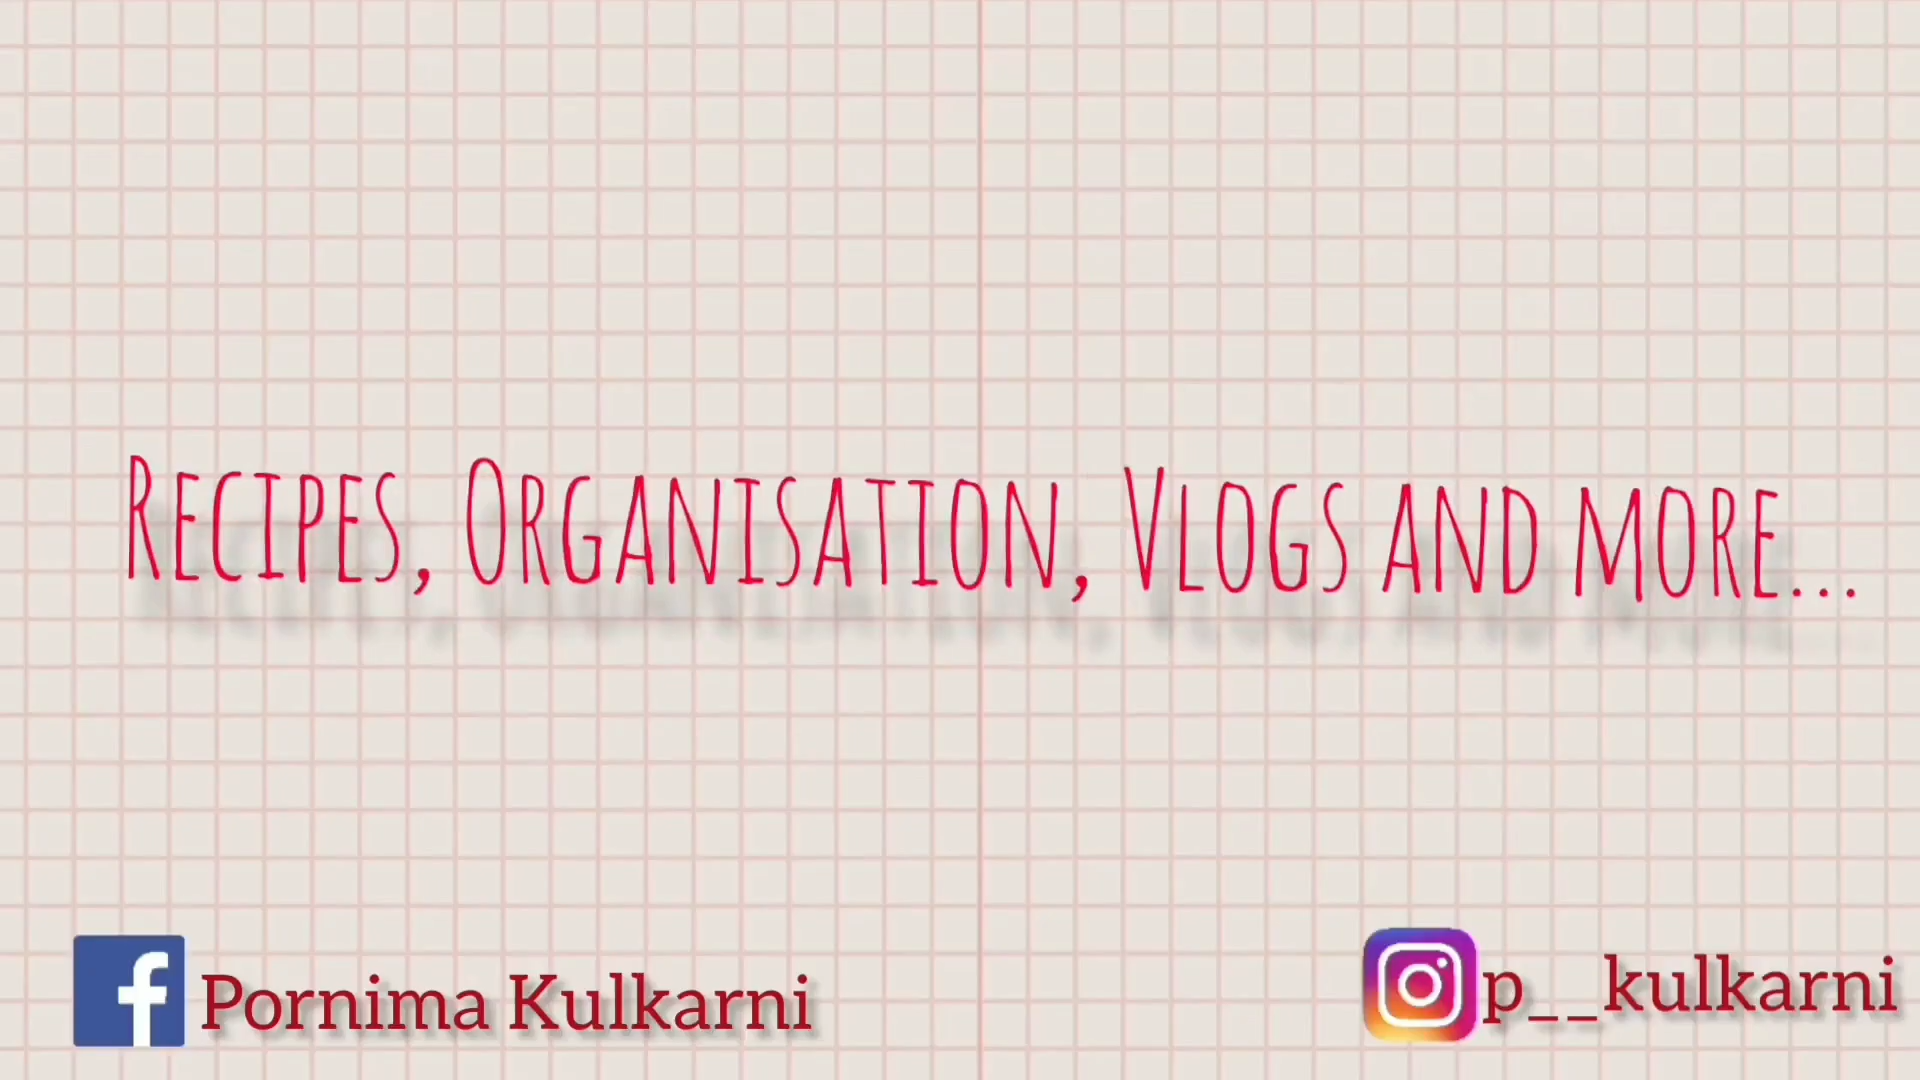 Recipes, Organisation, Vlogs and more...
Pornima Kulkarni
p__kulkarni